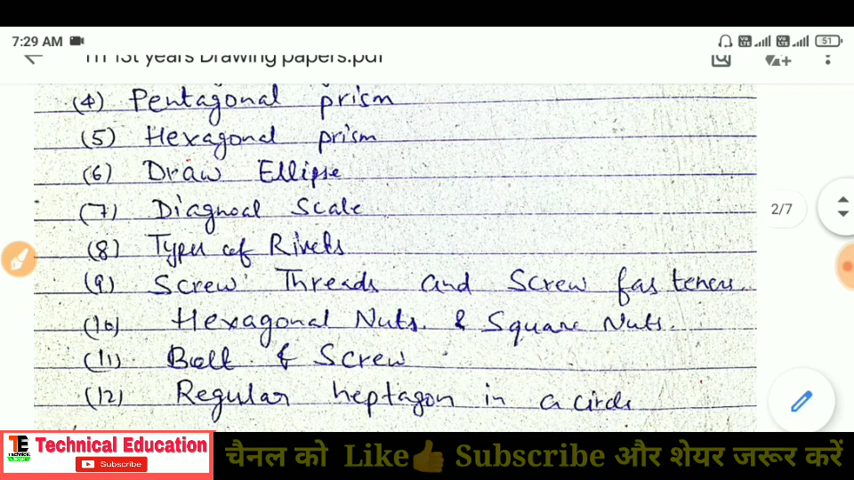 7:29 AM
51
ITI 1st years Drawing papers.pdf
(4) Pentagonal prism
(5) Hexagonal prism
(6) Draw Ellipse
(7) Diagnoal Scale
2/7
(8) Types of Rivets
(9) Screw Threads and Screw fasteners.
(10) Hexagonal Nuts. & Square Nuts.
(11) Bolt & Screw
(12) Regular heptagon in a circle
TE Technical Education
Subscribe
चैनल को Like👍 Subscribe और शेयर जरूर करें